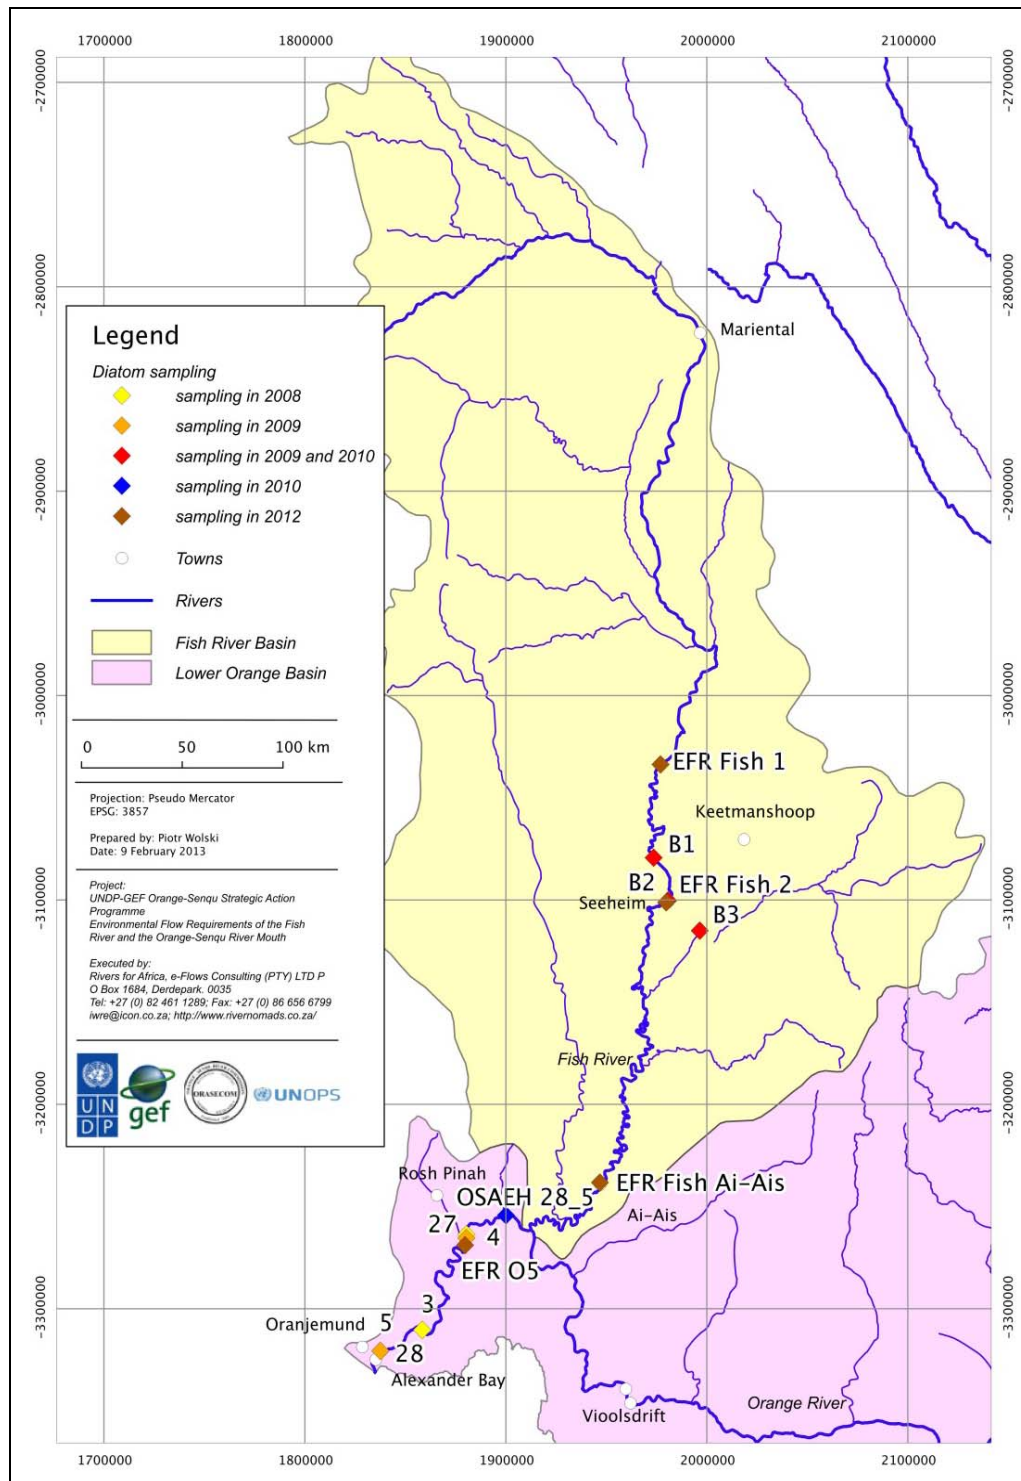 1700000 1800000 1900000 2000000 2100000
-2700000
-2700000
-2800000
-2800000
Mariental
Legend
Diatom sampling
sampling in 2008
sampling in 2009
sampling in 2009 and 2010
sampling in 2010
sampling in 2012
Towns
Rivers
Fish River Basin
Lower Orange Basin
-2900000
-2900000
-3000000
-3000000
0 50 100 km
Projection: Pseudo Mercator
EPSG: 3857
Prepared by: Piotr Wolski
Date: 9 February 2013
Project:
UNDP-GEF Orange-Senqu Strategic Action
Programme
Environmental Flow Requirements of the Fish
River and the Orange-Senqu River Mouth
Executed by:
Rivers for Africa, e-Flows Consulting (PTY) LTD P
O Box 1684, Derdepark. 0035
Tel: +27 (0) 82 461 1289; Fax: +27 (0) 86 656 6799
iwre@icon.co.za; http://www.rivernomads.co.za/
U N
D P
gef
ORASECOM
UNOPS
EFR Fish 1
Keetmanshoop
B1
B2
EFR Fish 2
Seeheim
B3
-3100000
-3100000
Fish River
-3200000
-3200000
Rosh Pinah
EFR Fish Ai-Ais
OSAEH 28_5
Ai-Ais
27
4
EFR O5
3
-3300000
-3300000
Oranjemund
5
28
Alexander Bay
Vioolsdrift
Orange River
1700000 1800000 1900000 2000000 2100000